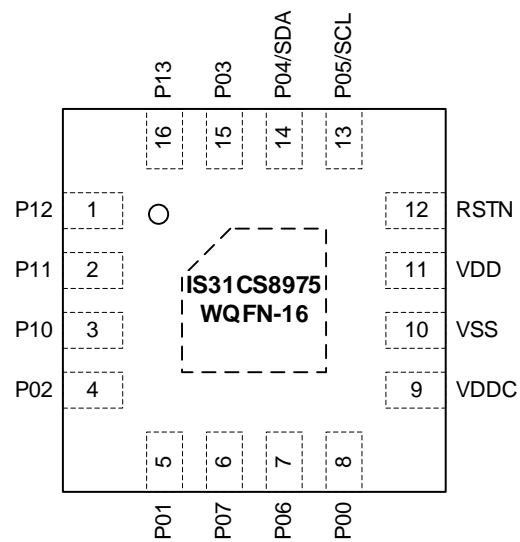 P13
P03
P04/SDA
P05/SCL
16
15
14
13
P12
1
12
RSTN
P11
2
11
VDD
IS31CS8975
WQFN-16
P10
3
10
VSS
P02
4
9
VDDC
5
6
7
8
P01
P07
P06
P00